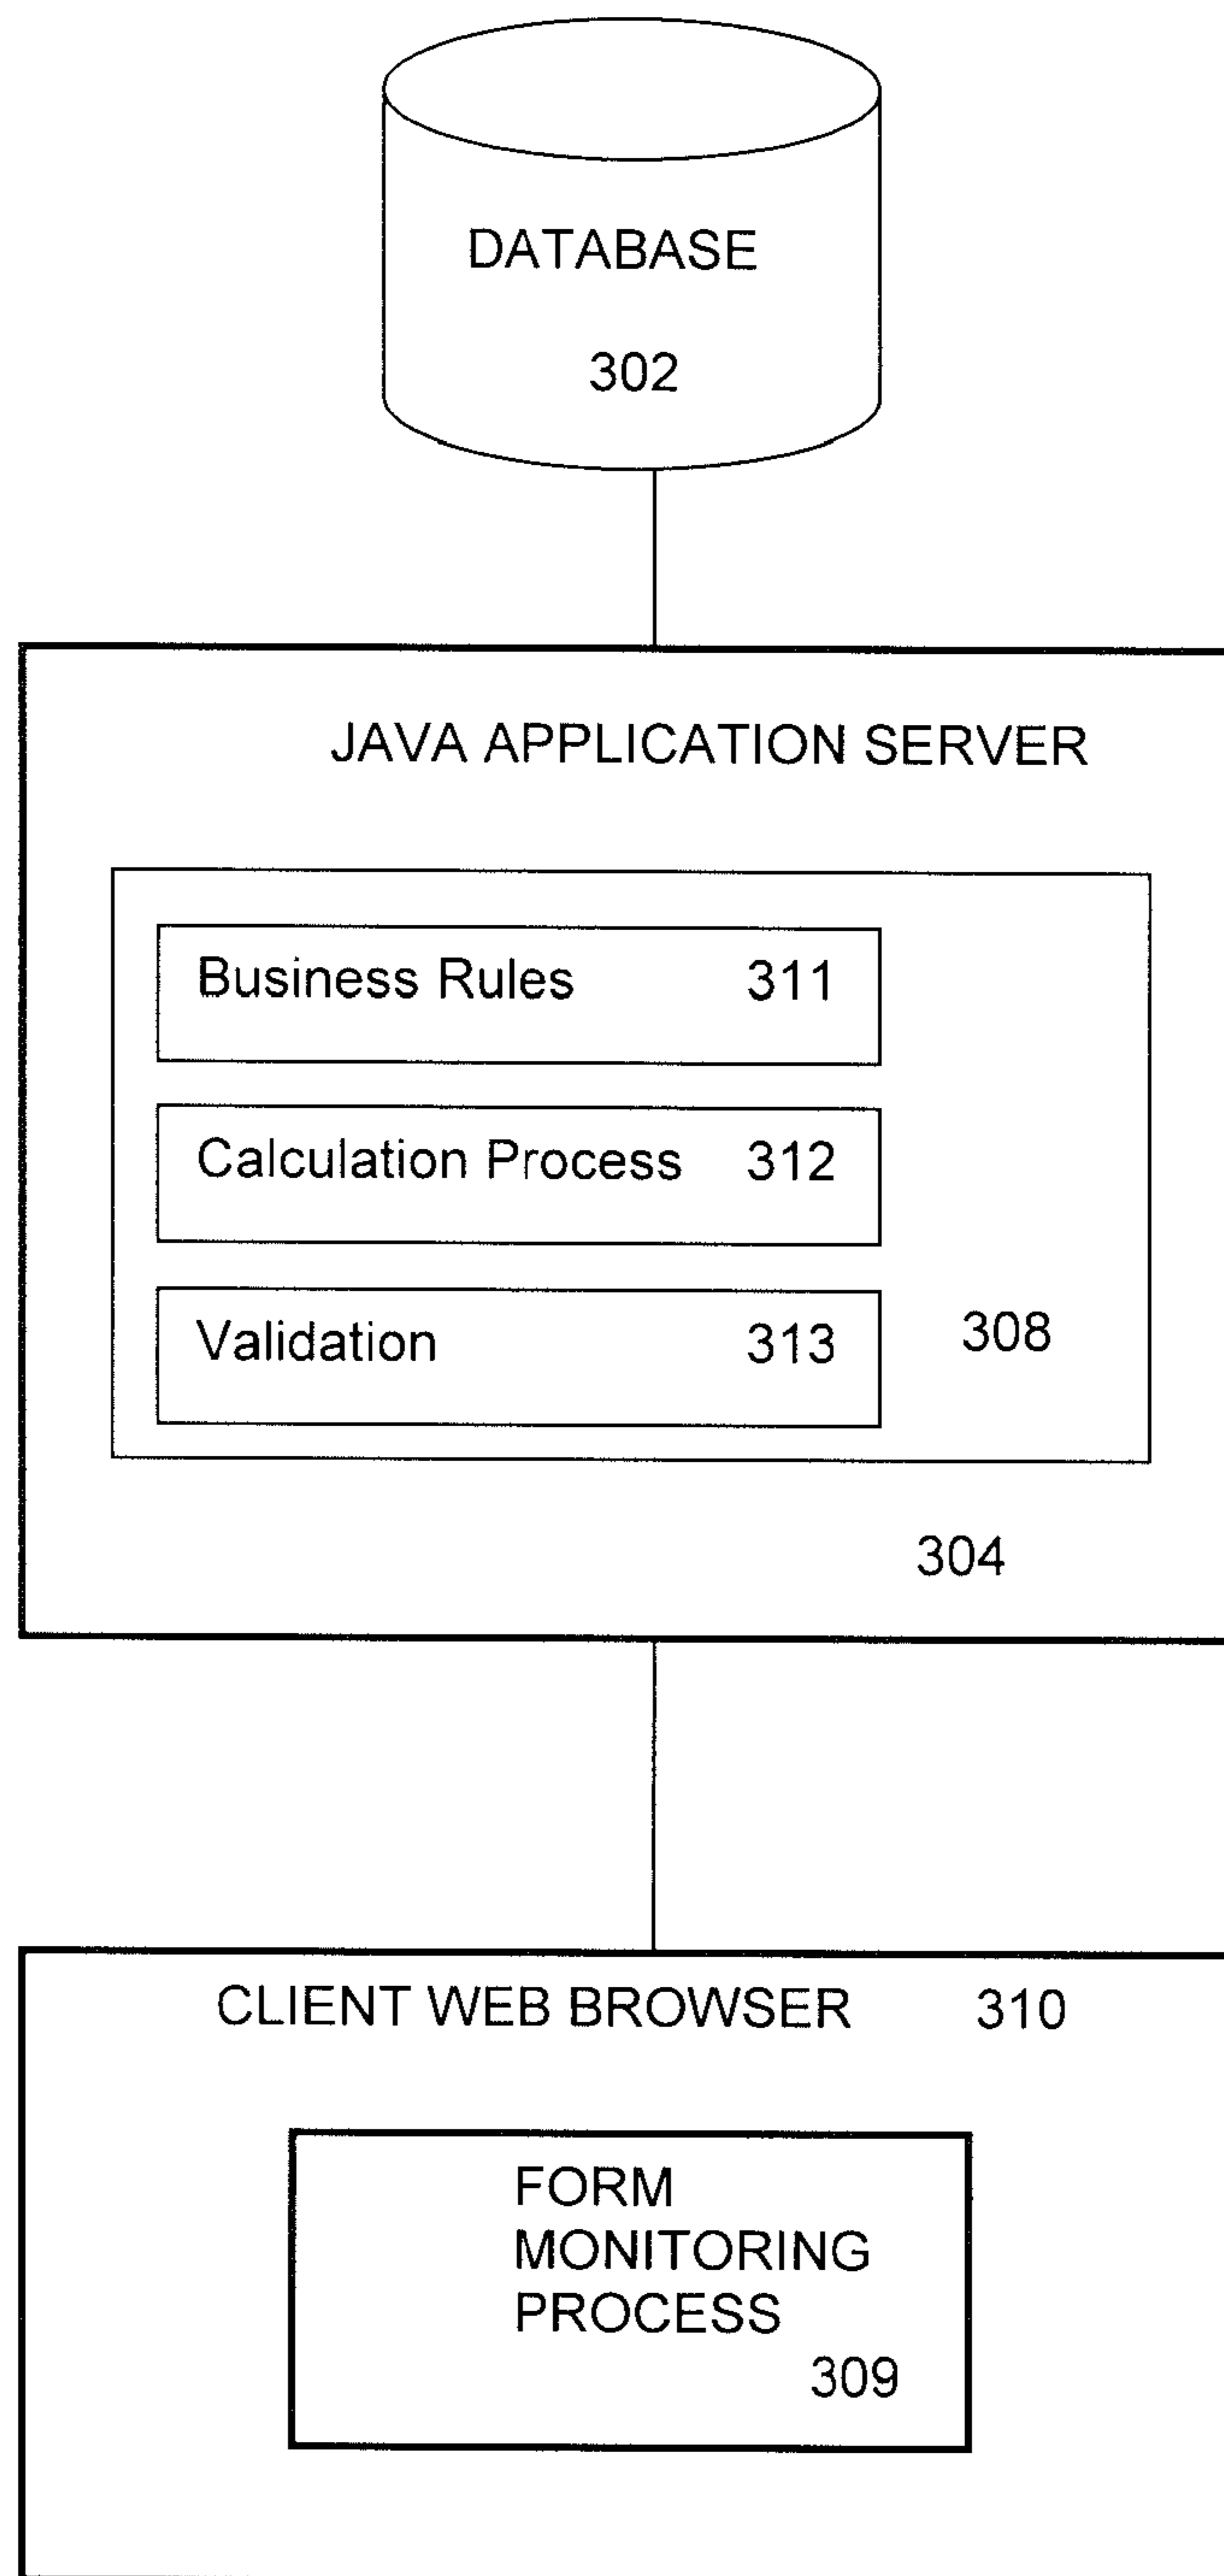 DATABASE
302
JAVA APPLICATION SERVER
Business Rules 311
Calculation Process 312
Validation 313
308
304
CLIENT WEB BROWSER 310
FORM
MONITORING
PROCESS
309